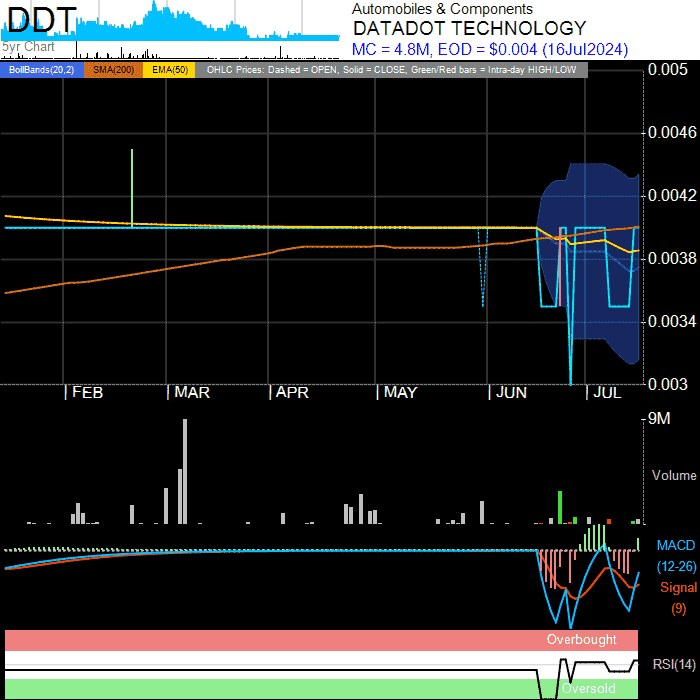 DDT
5yr Chart
Automobiles & Components
DATADOT TECHNOLOGY
MC = 4.8M, EOD = $0.004 (16Jul2024)
BollBands(20,2) SMA(200) EMA(50) OHLC Prices: Dashed = OPEN, Solid = CLOSE, Green/Red bars = Intra-day HIGH/LOW
0.005
0.0046
0.0042
0.0038
0.0034
0.003
| FEB | MAR | APR | MAY | JUN | JUL
9M
Volume
MACD
(12-26)
Signal
(9)
Overbought
RSI(14)
Oversold